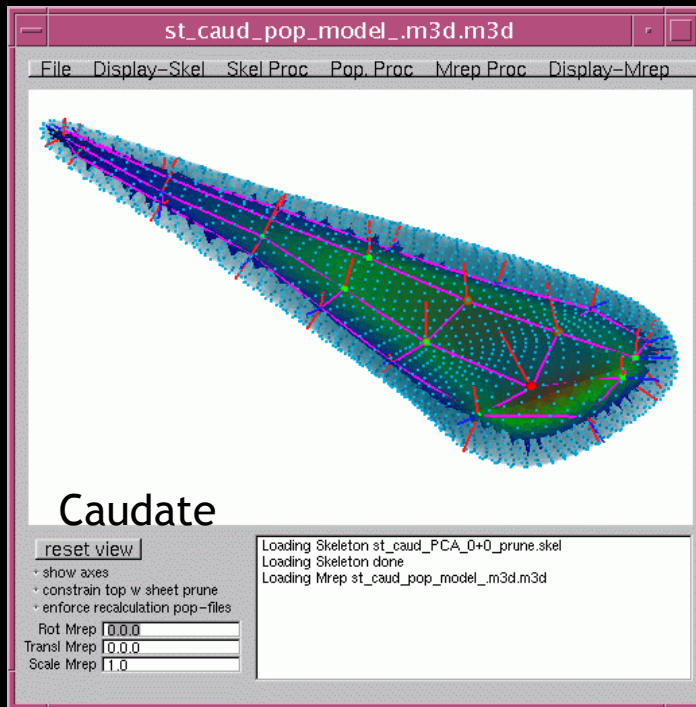 st_caud_pop_model_.m3d.m3d
File Display-Skel Skel Proc Pop. Proc Mrep Proc Display-Mrep
Caudate
reset view
show axes
constrain top w sheet prune
enforce recalculation pop-files
Rot Mrep 0.0.0
Transl Mrep 0.0.0
Scale Mrep 1.0
Loading Skeleton st_caud_PCA_0+0_prune.skel
Loading Skeleton done
Loading Mrep st_caud_pop_model_.m3d.m3d